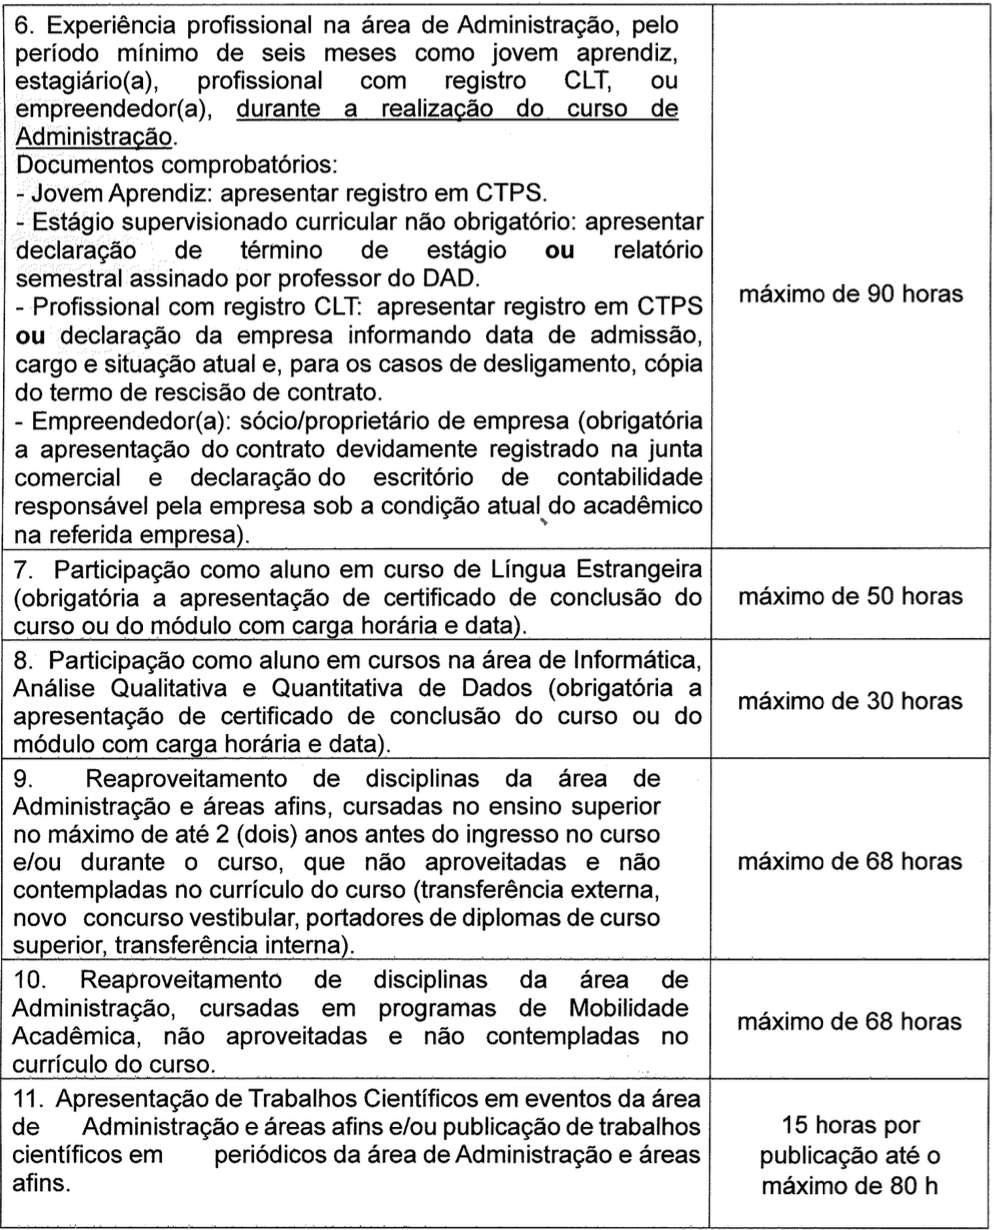 6. Experiência profissional na área de Administração, pelo
período mínimo de seis meses como jovem aprendiz,
estagiário(a), profissional com registro CLT, ou
empreendedor(a), durante a realização do curso de
Administração.
Documentos comprobatórios:
- Jovem Aprendiz: apresentar registro em CTPS.
- Estágio supervisionado curricular não obrigatório: apresentar
declaração de término de estágio ou relatório
semestral assinado por professor do DAD.
- Profissional com registro CLT: apresentar registro em CTPS
ou declaração da empresa informando data de admissão,
cargo e situação atual e, para os casos de desligamento, cópia
do termo de rescisão de contrato.
- Empreendedor(a): sócio/proprietário de empresa (obrigatória
a apresentação do contrato devidamente registrado na junta
comercial e declaração do escritório de contabilidade
responsável pela empresa sob a condição atual do acadêmico
na referida empresa).
máximo de 90 horas
7. Participação como aluno em curso de Língua Estrangeira
(obrigatória a apresentação de certificado de conclusão do
curso ou do módulo com carga horária e data).
máximo de 50 horas
8. Participação como aluno em cursos na área de Informática,
Análise Qualitativa e Quantitativa de Dados (obrigatória a
apresentação de certificado de conclusão do curso ou do
módulo com carga horária e data).
máximo de 30 horas
9. Reaproveitamento de disciplinas da área de
Administração e áreas afins, cursadas no ensino superior
no máximo de até 2 (dois) anos antes do ingresso no curso
e/ou durante o curso, que não aproveitadas e não
contempladas no currículo do curso (transferência externa,
novo concurso vestibular, portadores de diplomas de curso
superior, transferência interna).
máximo de 68 horas
10. Reaproveitamento de disciplinas da área de
Administração, cursadas em programas de Mobilidade
Acadêmica, não aproveitadas e não contempladas no
currículo do curso.
máximo de 68 horas
11. Apresentação de Trabalhos Científicos em eventos da área
de Administração e áreas afins e/ou publicação de trabalhos
científicos em periódicos da área de Administração e áreas
afins.
15 horas por
publicação até o
máximo de 80 h